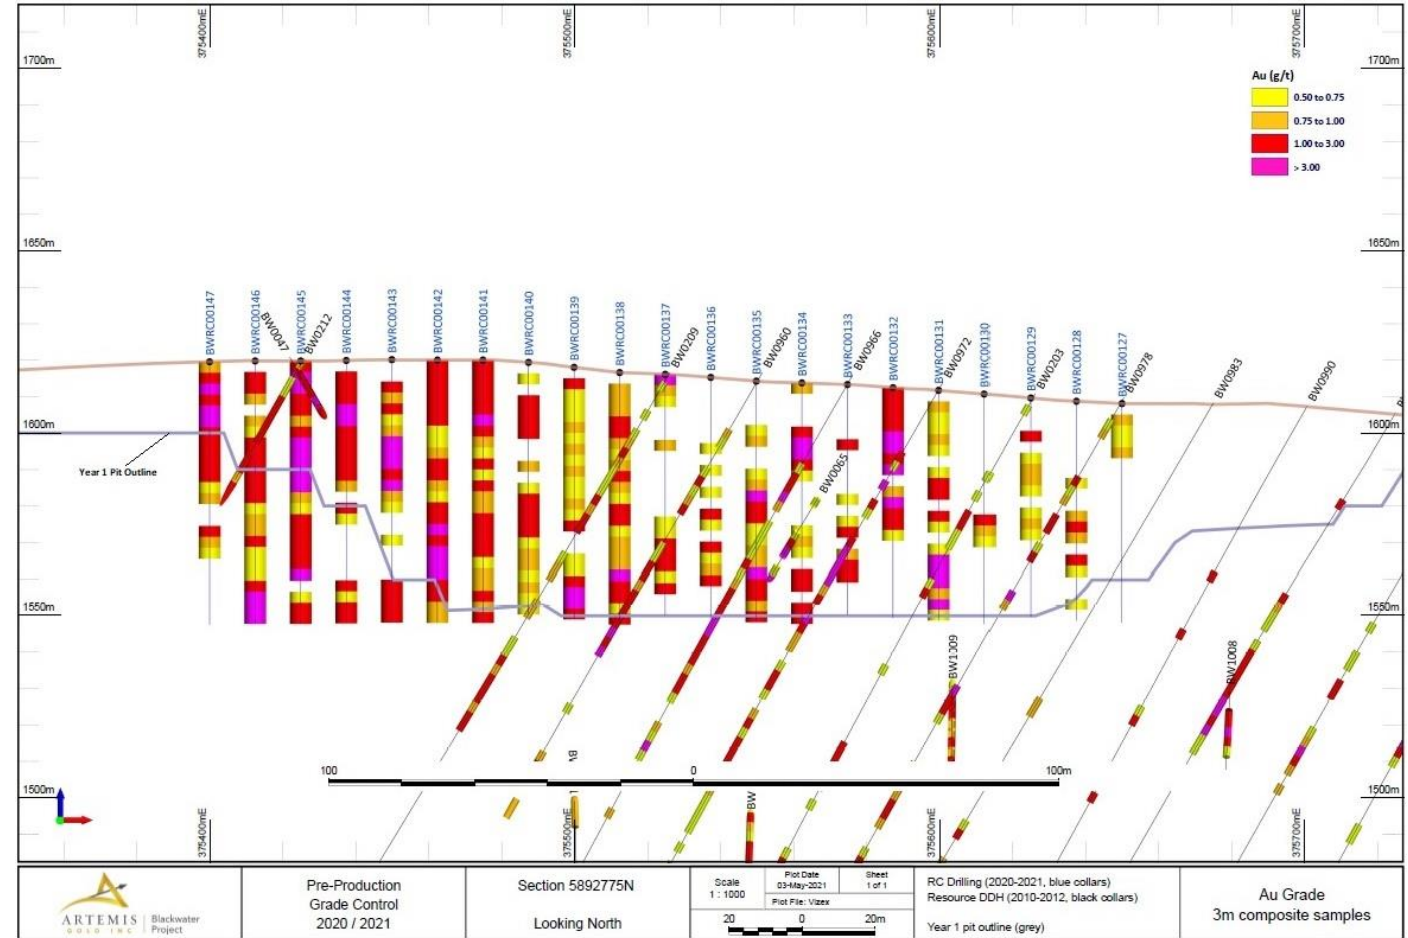 375400mE
375500mE
375600mE
375700mE
1700m
1700m
Au (g/t)
0.50 to 0.75
0.75 to 1.00
1.00 to 3.00
> 3.00
1650m
1650m
BWRC00147
BWRC00146
BW0047
BWRC00145
BW0212
BWRC00144
BWRC00143
BWRC00142
BWRC00141
BWRC00140
BWRC00139
BWRC00138
BWRC00137
BW0209
BWRC00136
BWRC00135
BW0960
BWRC00134
BWRC00133
BW0966
BWRC00132
BWRC00131
BW0972
BWRC00130
BWRC00129
BW0203
BWRC00128
BWRC00127
BW0978
BW0983
BW0990
1600m
1600m
Year 1 Pit Outline
BW0065
1550m
1550m
BW1009
BW1008
100
0
100m
1500m
1500m
BW
375400mE
375500mE
375600mE
375700mE
ARTEMIS
GOLD INC
Blackwater
Project
Pre-Production
Grade Control
2020 / 2021
Section 5892775N
Looking North
Scale
1 : 1000
Plot Date
03-May-2021
Sheet
1 of 1
Plot File: Vizex
20
0
20m
RC Drilling (2020-2021, blue collars)
Resource DDH (2010-2012, black collars)
Year 1 pit outline (grey)
Au Grade
3m composite samples